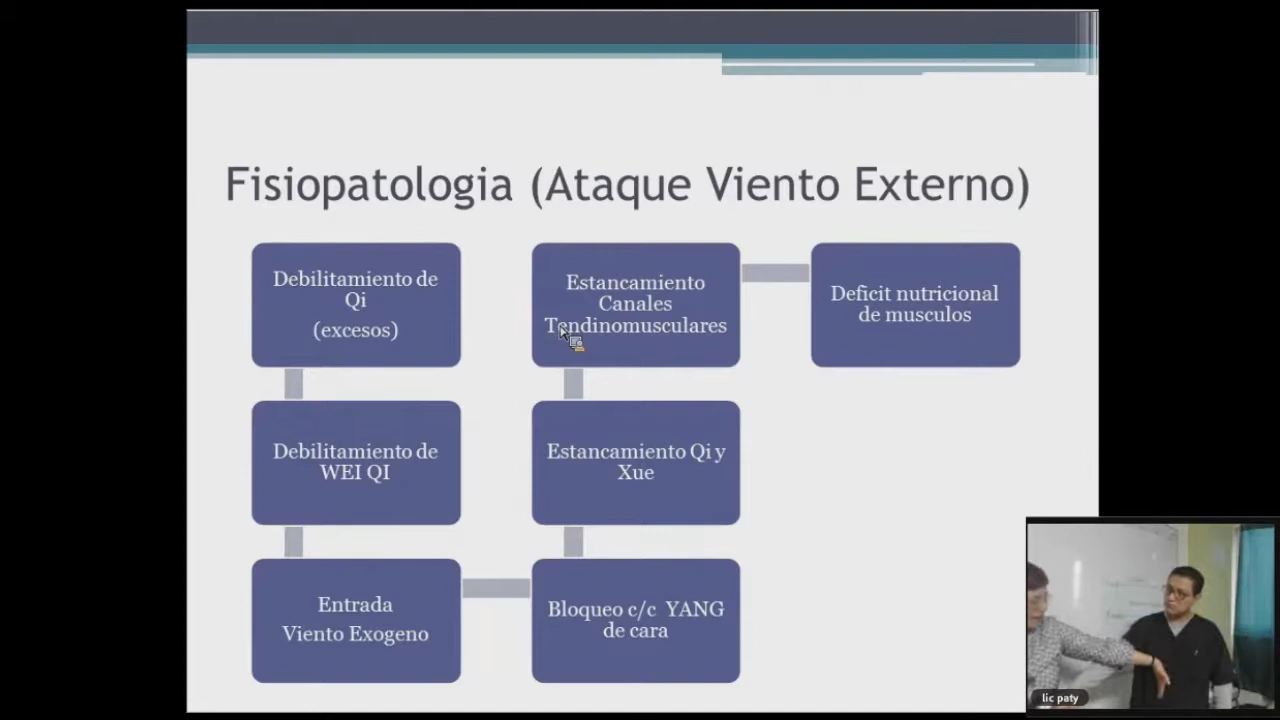 Fisiopatologia (Ataque Viento Externo)
Debilitamiento de
Qi
(excesos)
Debilitamiento de
WEI QI
Entrada
Viento Exogeno
Bloqueo c/c YANG
de cara
Estancamiento Qi y
Xue
Estancamiento
Canales
Tendinomusculares
Deficit nutricional
de musculos
lic paty